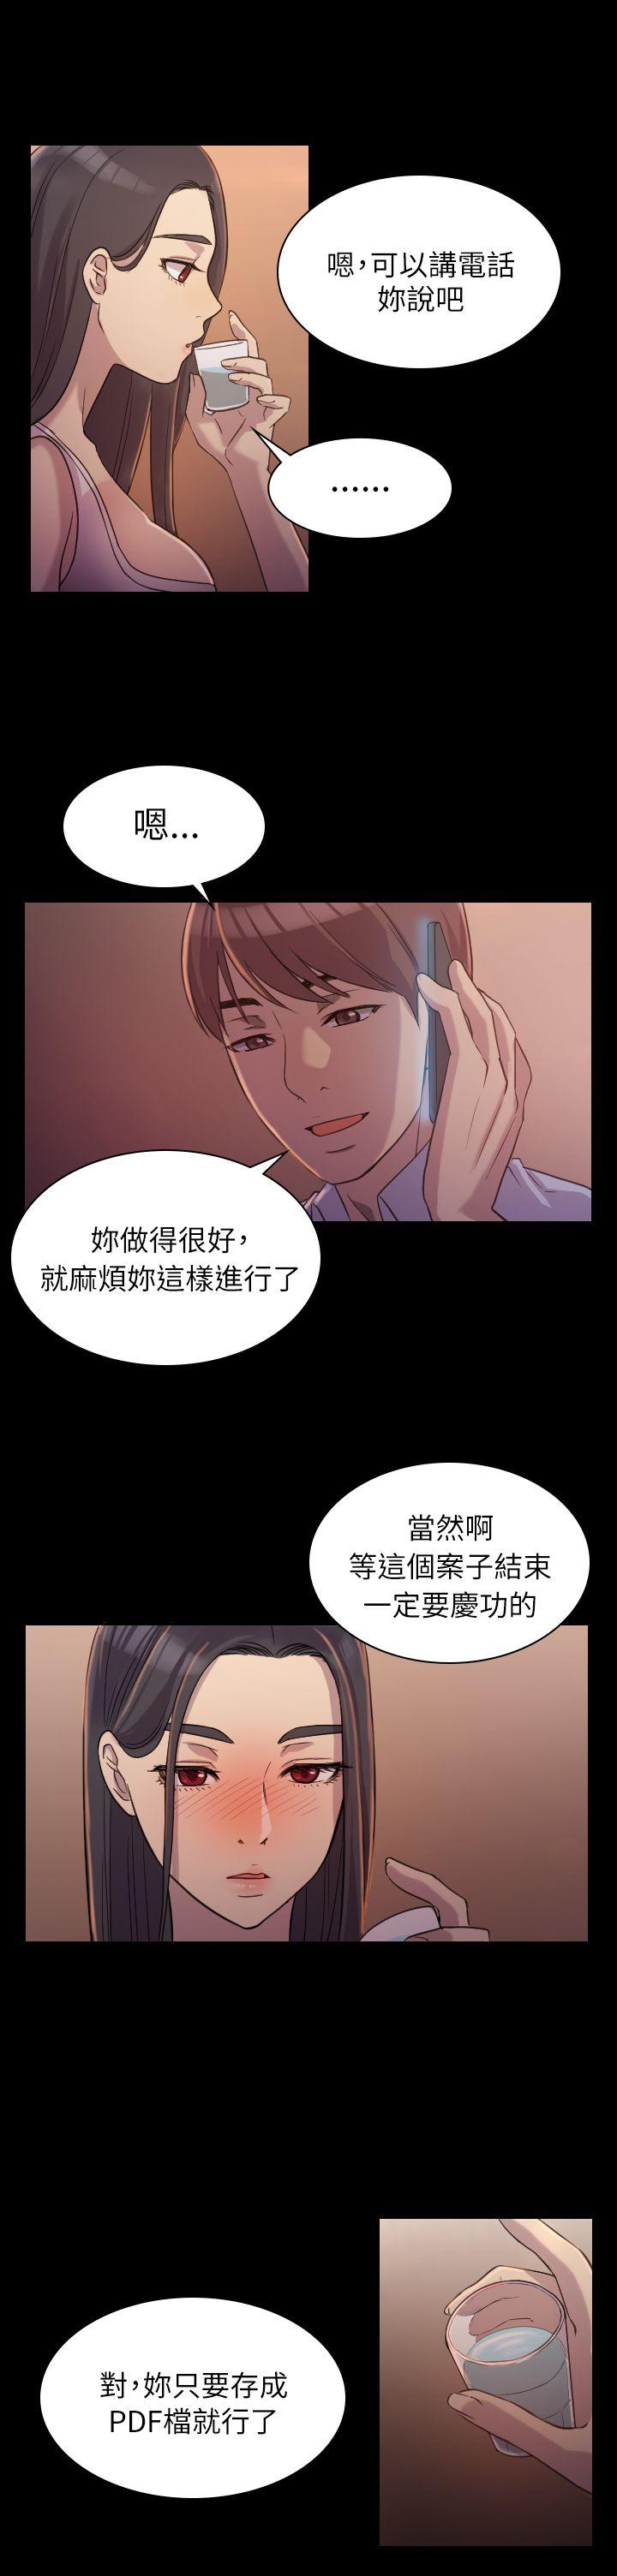 嗯，可以講電話
妳說吧
……
嗯…
妳做得很好，
就麻煩妳這樣進行了
當然啊
等這個案子結束
一定要慶功的
對，妳只要存成
PDF檔就行了